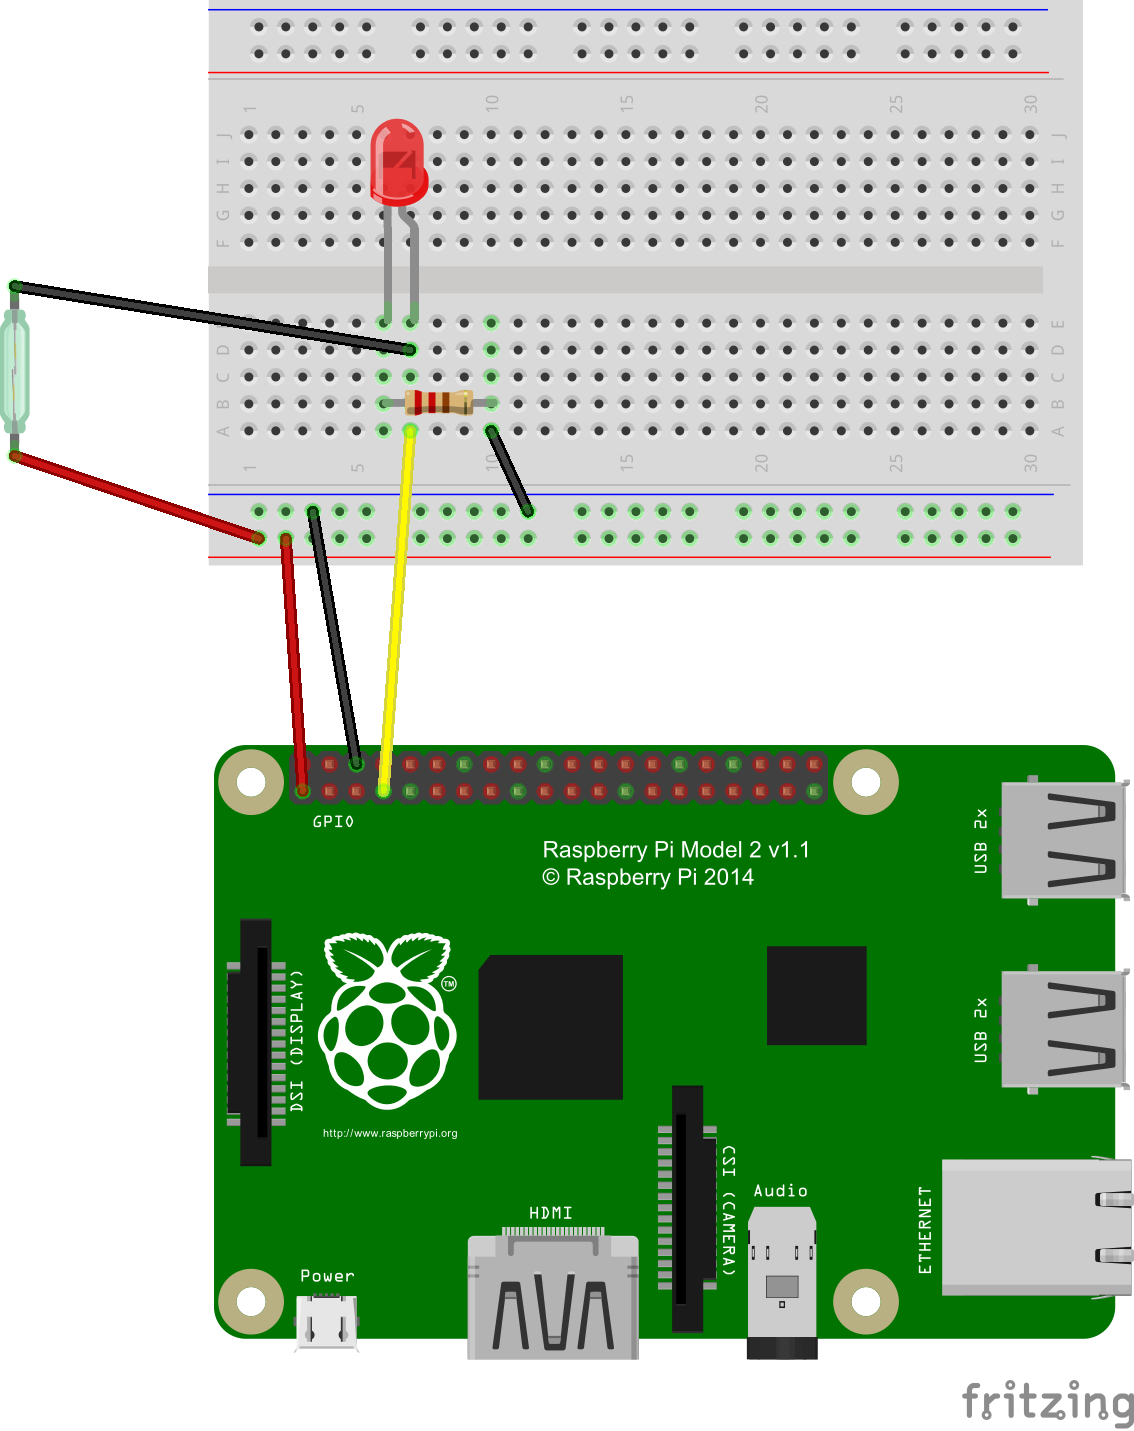 1 5 10 15 20 25 30
J J
I I
H H
G G
F F
E
D D
C C
B B
A A
1 5 10 15 20 25 30
GPIO
Raspberry Pi Model 2 v1.1
© Raspberry Pi 2014
USB 2x
DSI (DISPLAY)
TM
USB 2x
http://www.raspberrypi.org
CSI (CAMERA)
Audio
ETHERNET
HDMI
Power
fritzing